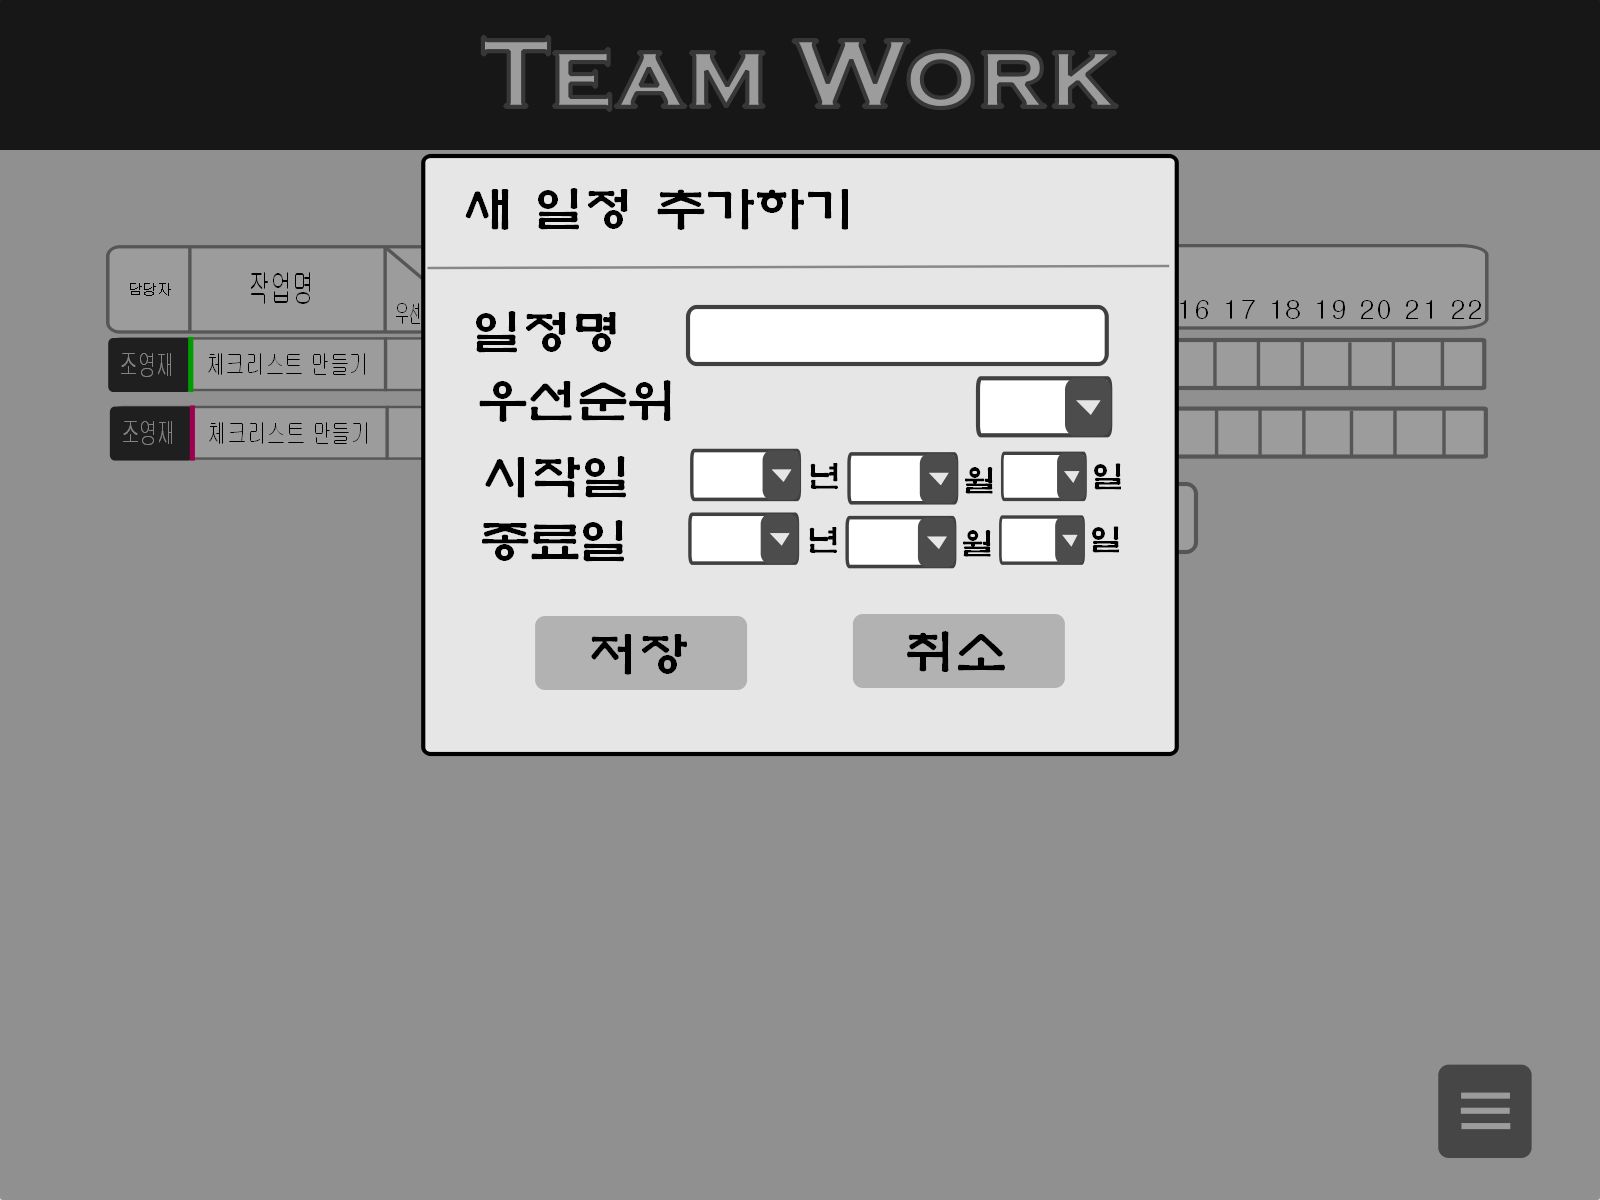 TEAM WORK
새 일정 추가하기
담당자 작업명
16 17 18 19 20 21 22
일정명
조영재 체크리스트 만들기
우선순위
조영재 체크리스트 만들기
시작일 년 월 일
종료일 년 월 일
저장 취소